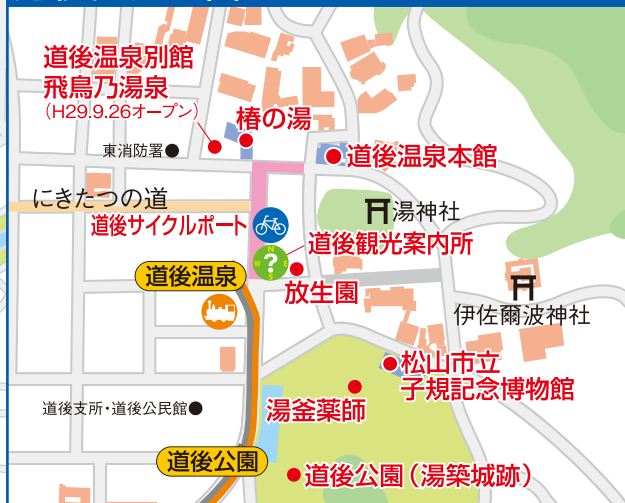 道後温泉別館
飛鳥乃湯泉
(H29.9.26オープン)
椿の湯
東消防署
道後温泉本館
にきたつの道
湯神社
道後サイクルポート
道後観光案内所
N
W
?
E
S
道後温泉
放生園
伊佐爾波神社
松山市立
子規記念博物館
湯釜薬師
道後支所・道後公民館
道後公園
道後公園（湯築城跡）